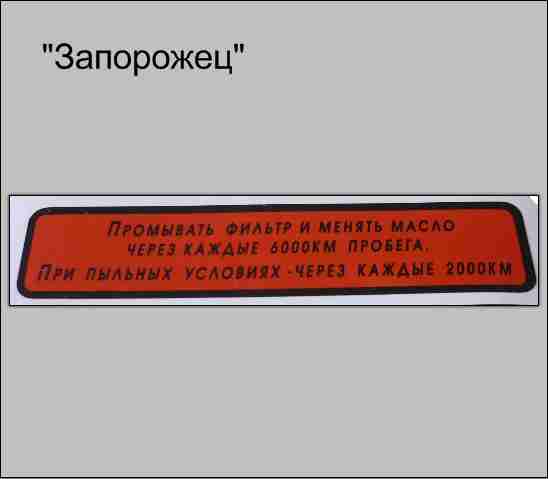 "Запорожец"
ПРОМЫВАТЬ ФИЛЬТР И МЕНЯТЬ МАСЛО
ЧЕРЕЗ КАЖДЫЕ 6000КМ ПРОБЕГА.
ПРИ ПЫЛЬНЫХ УСЛОВИЯХ - ЧЕРЕЗ КАЖДЫЕ 2000КМ